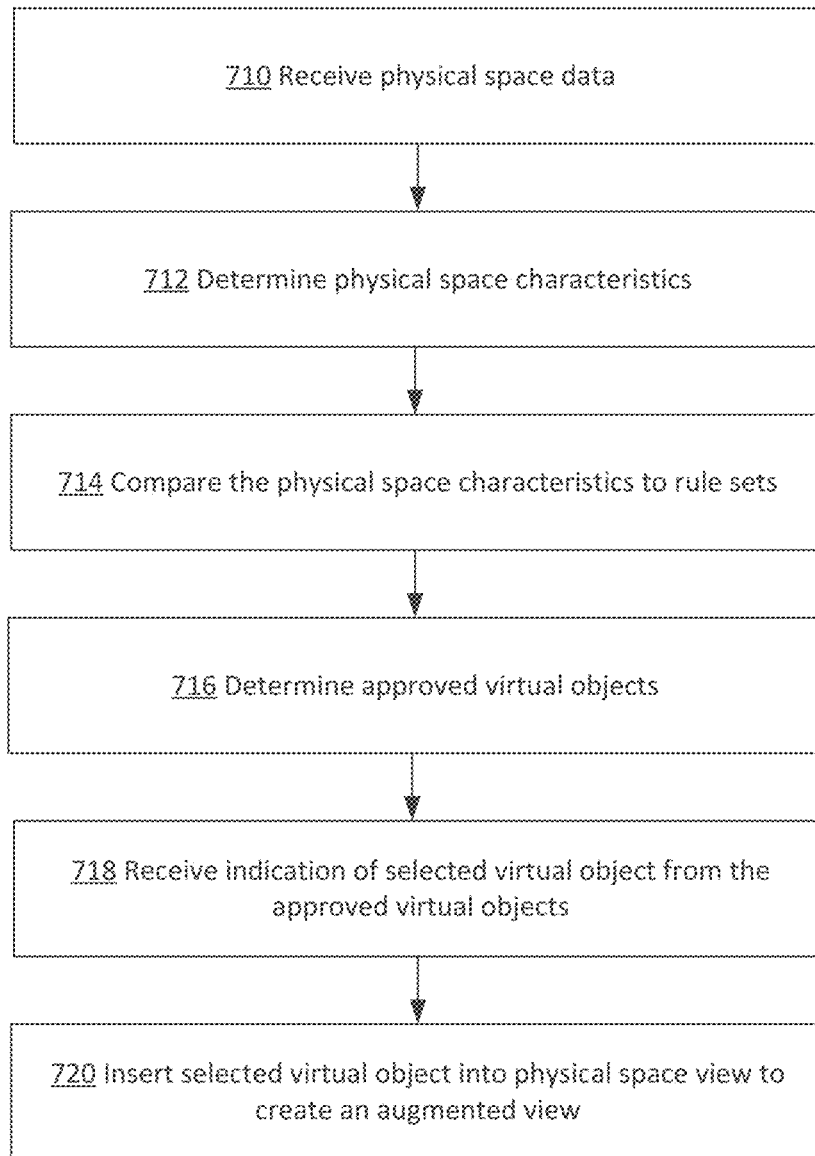 710 Receive physical space data
712 Determine physical space characteristics
714 Compare the physical space characteristics to rule sets
716 Determine approved virtual objects
718 Receive indication of selected virtual object from the
approved virtual objects
720 Insert selected virtual object into physical space view to
create an augmented view